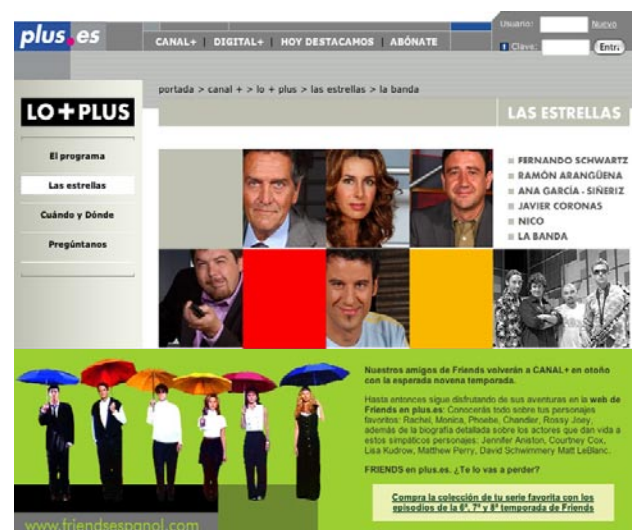 plus.es
CANAL+ | DIGITAL+ | HOY DESTACAMOS | ABÓNATE
Usuario: Nuevo
Clave: Entra
portada > canal + > lo + plus > las estrellas > la banda
LO+PLUS
LAS ESTRELLAS
El programa
Las estrellas
Cuándo y Dónde
Pregúntanos
FERNANDO SCHWARTZ
RAMÓN ARANGÜENA
ANA GARCÍA - SIÑERIZ
JAVIER CORONAS
NICO
LA BANDA
Nuestros amigos de Friends volverán a CANAL+ en otoño
con la esperada novena temporada.
Hasta entonces sigue disfrutando de sus aventuras en la web de
Friends en plus.es: Conocerás todo sobre tus personajes
favoritos: Rachel, Monica, Phoebe, Chandler, Rossy Joey,
además de la biografía detallada sobre los actores que dan vida a
estos simpáticos personajes: Jennifer Aniston, Courtney Cox,
Lisa Kudrow, Matthew Perry, David Schwimmery Matt LeBlanc.
FRIENDS en plus.es. ¿Te lo vas a perder?
Compra la colección de tu serie favorita con los
episodios de la 6ª, 7ª y 8ª temporada de Friends
www.friendsespanol.com